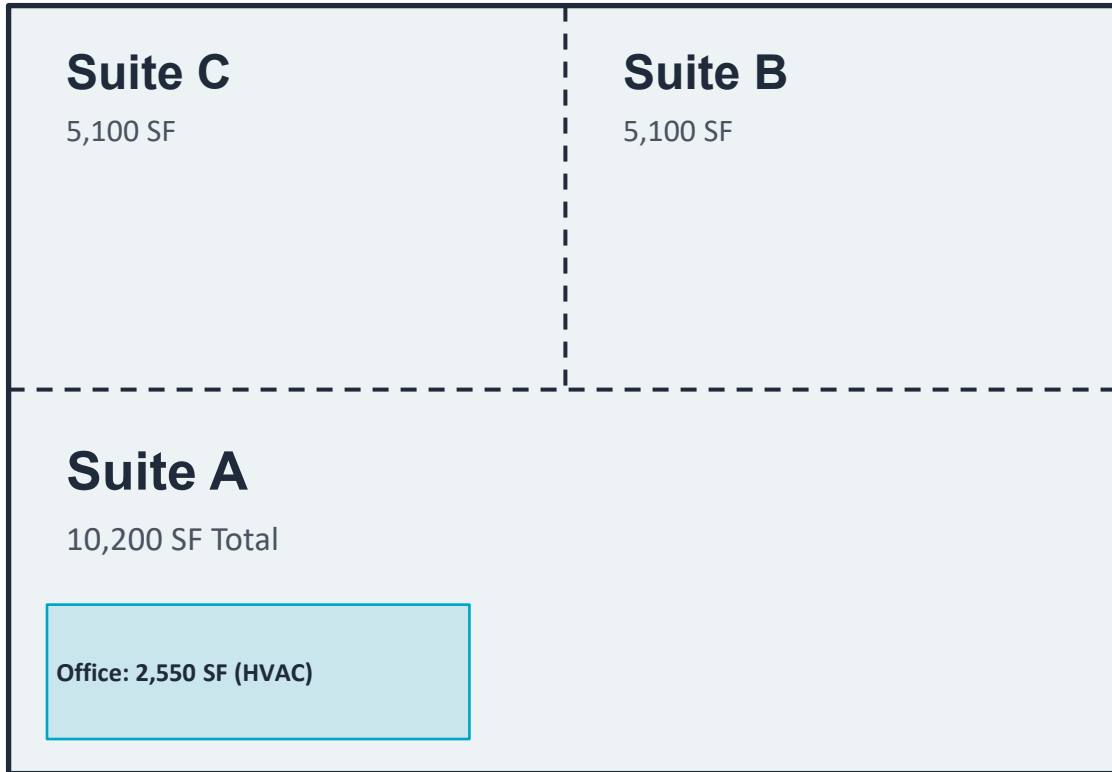 Suite C
5,100 SF
Suite B
5,100 SF
Suite A
10,200 SF Total
Office: 2,550 SF (HVAC)